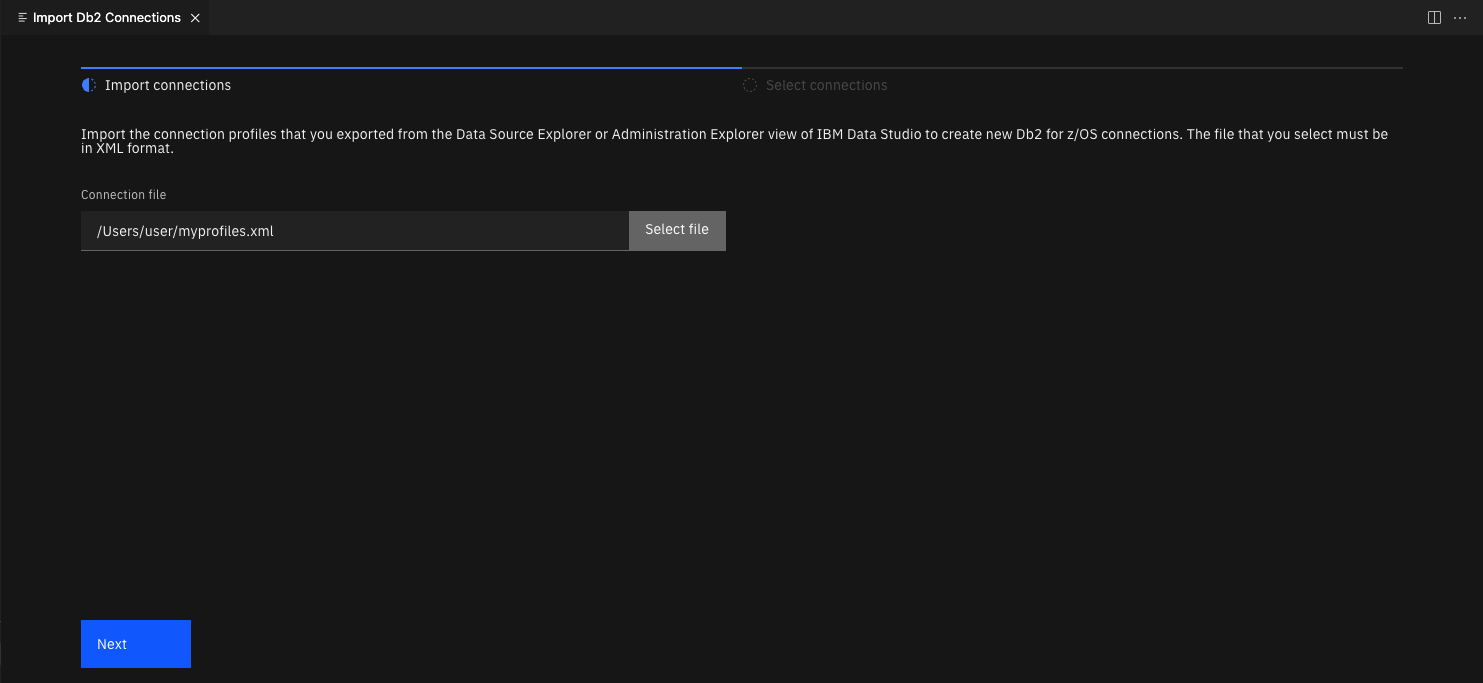 Import Db2 Connections
Import connections
Select connections
Import the connection profiles that you exported from the Data Source Explorer or Administration Explorer view of IBM Data Studio to create new Db2 for z/OS connections. The file that you select must be
in XML format.
Connection file
/Users/user/myprofiles.xml
Select file
Next